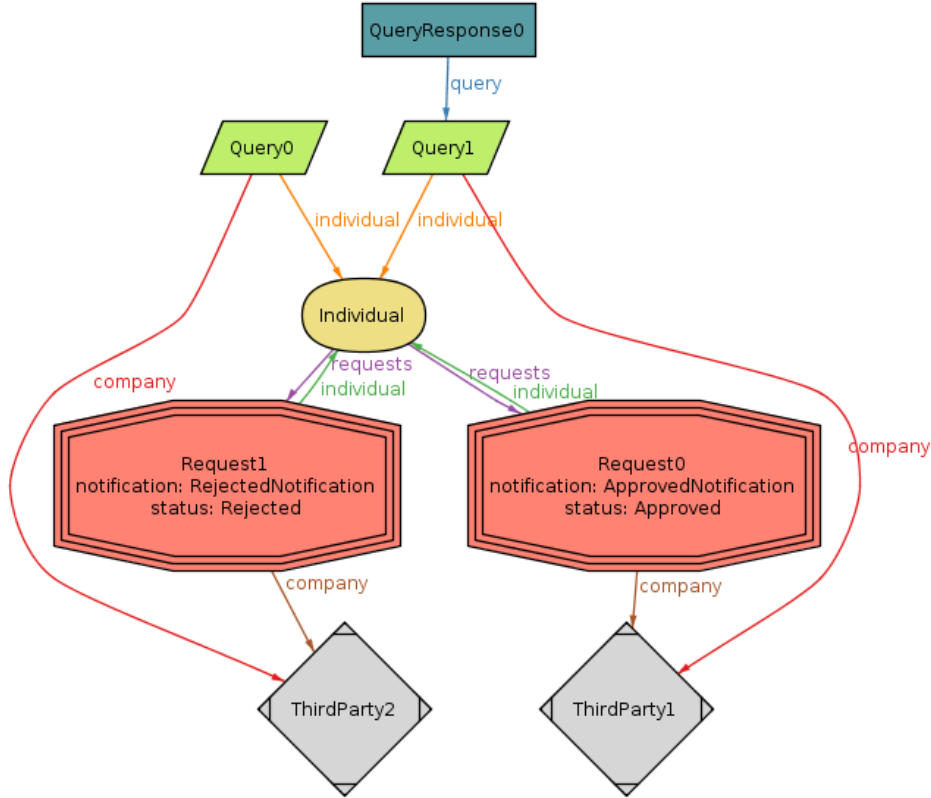 QueryResponse0
query
Query0
Query1
individual
individual
Individual
requests
individual
requests
individual
company
company
Request1
notification: RejectedNotification
status: Rejected
Request0
notification: ApprovedNotification
status: Approved
company
company
ThirdParty2
ThirdParty1